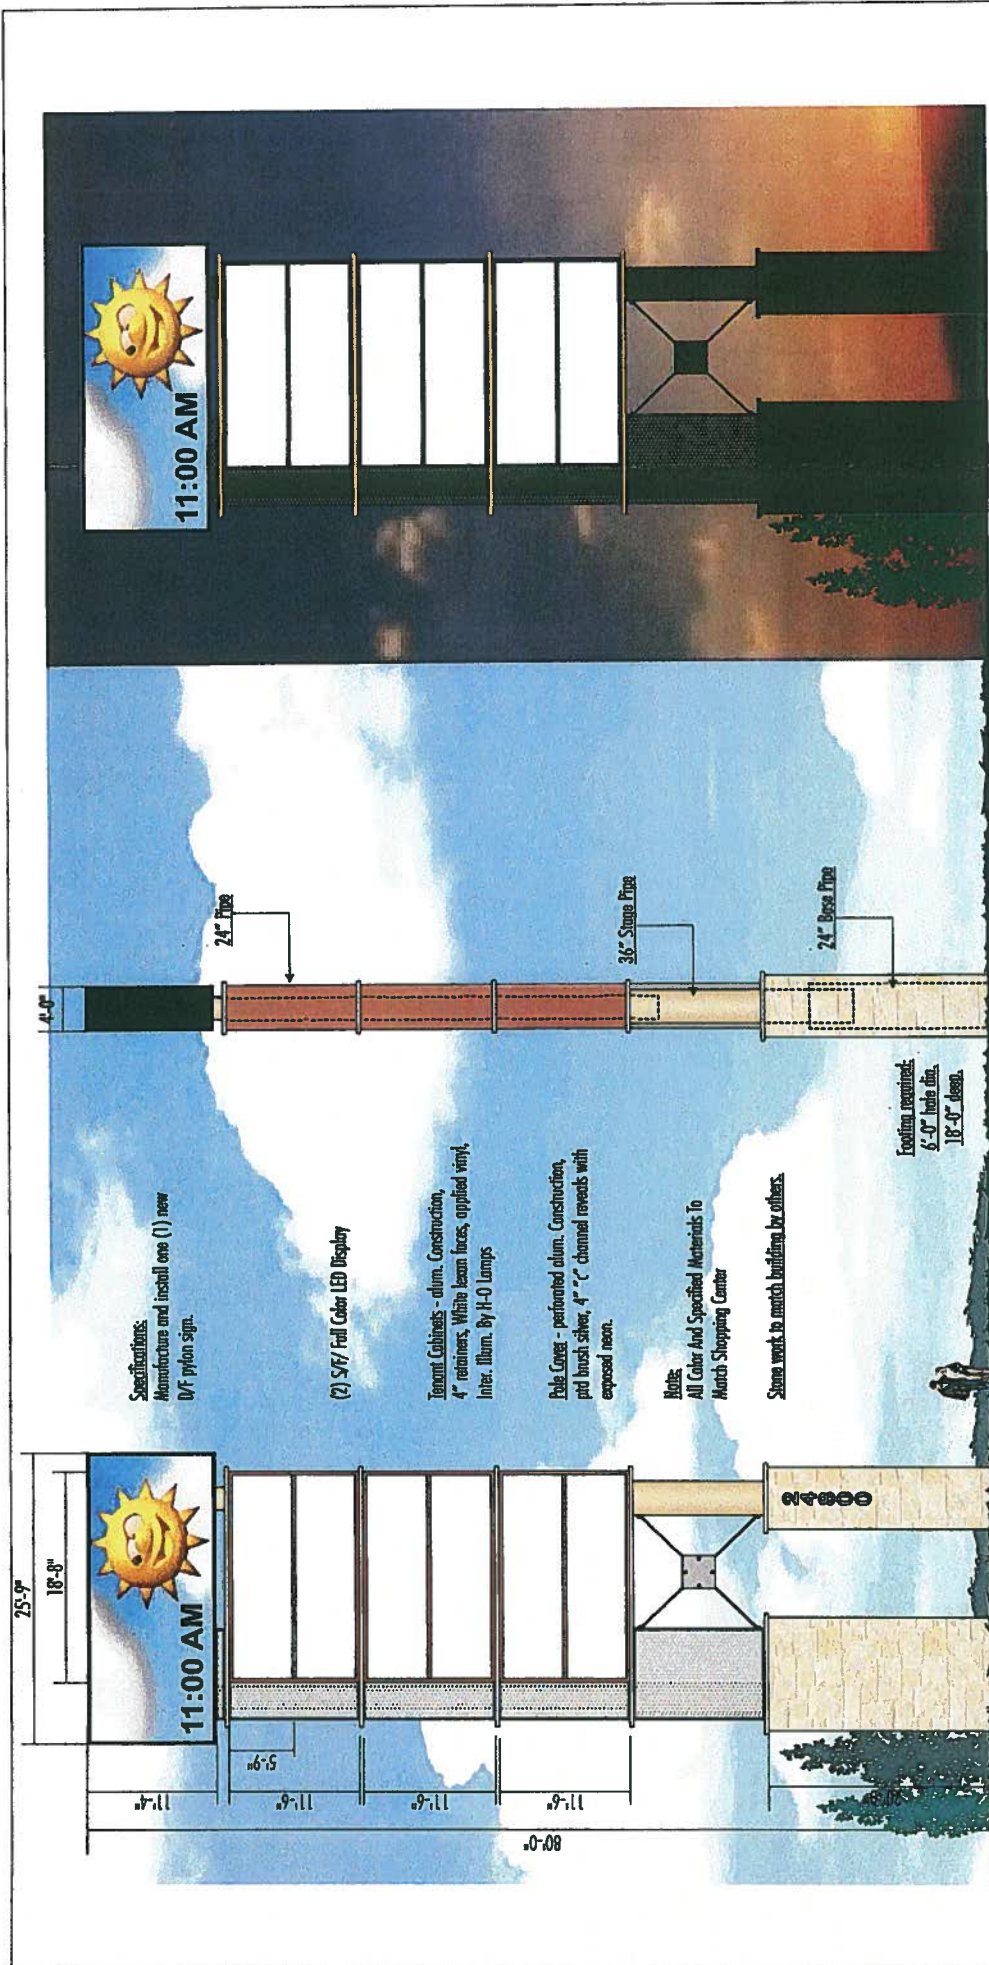 25'-9"
18'-8"
11:00 AM
11'-4"
5'-9"
11'-6"
11'-6"
11'-6"
80'-0"
24900
Specifications:
Manufacture and install one (1) new
D/F pylon sign.
(2) S/F/ Full Color LED Display
Tenant Cabinets - alum. Construction,
4" retainers, White lexan faces, applied vinyl,
Inter. Illum. By H-O Lamps
Pole Cover - perforated alum. Construction,
ptd brush silver, 4" "c" channel reveals with
exposed neon.
Note:
All Color And Specified Materials To
Match Shopping Center
Stone work to match building by others.
4'-0"
24" Pipe
36" Stage Pipe
24" Base Pipe
Footing required:
6'-0" hole dia.
18'-0" deep.
11:00 AM